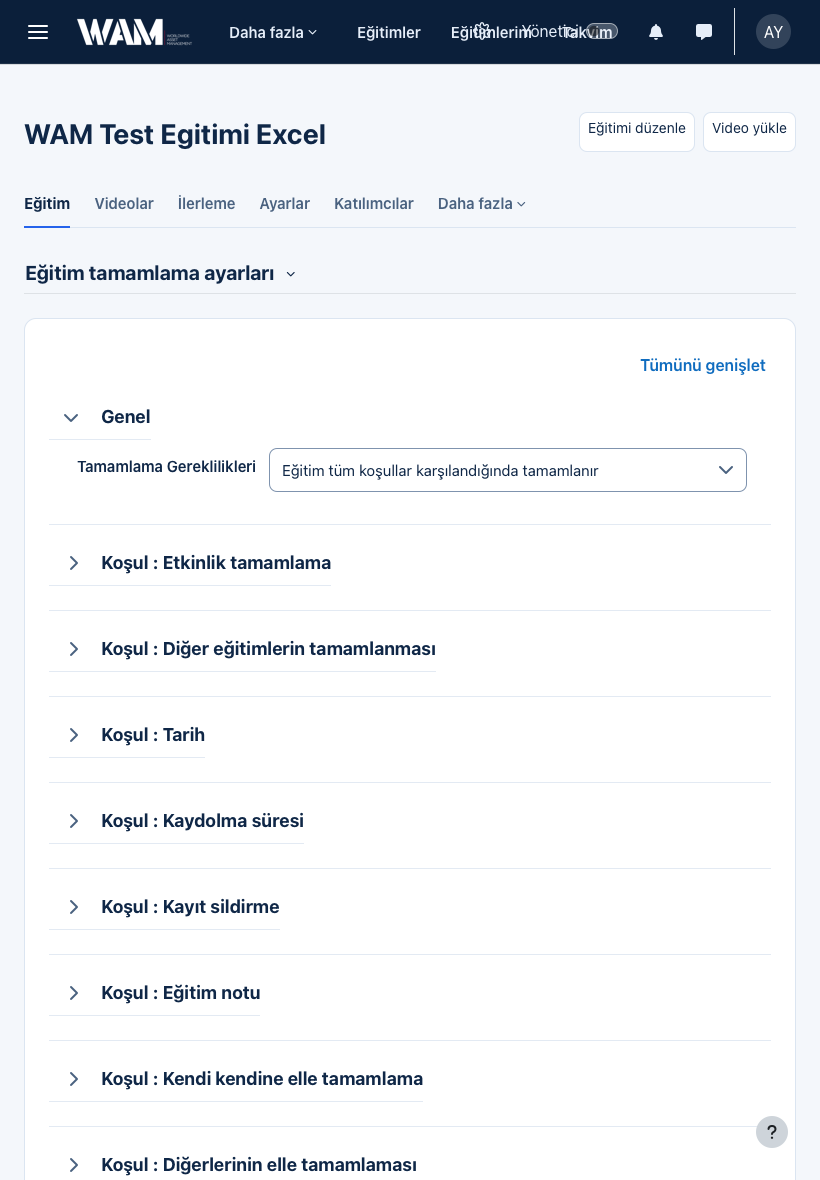 WAM
Daha fazla
Eğitimler
Eğitimlerim
Yönetici
Takvim
AY
WAM Test Egitimi Excel
Eğitimi düzenle
Video yükle
Eğitim
Videolar
İlerleme
Ayarlar
Katılımcılar
Daha fazla
Eğitim tamamlama ayarları
Tümünü genişlet
Genel
Tamamlama Gereklilikleri
Eğitim tüm koşullar karşılandığında tamamlanır
Koşul : Etkinlik tamamlama
Koşul : Diğer eğitimlerin tamamlanması
Koşul : Tarih
Koşul : Kaydolma süresi
Koşul : Kayıt sildirme
Koşul : Eğitim notu
Koşul : Kendi kendine elle tamamlama
?
Koşul : Diğerlerinin elle tamamlaması